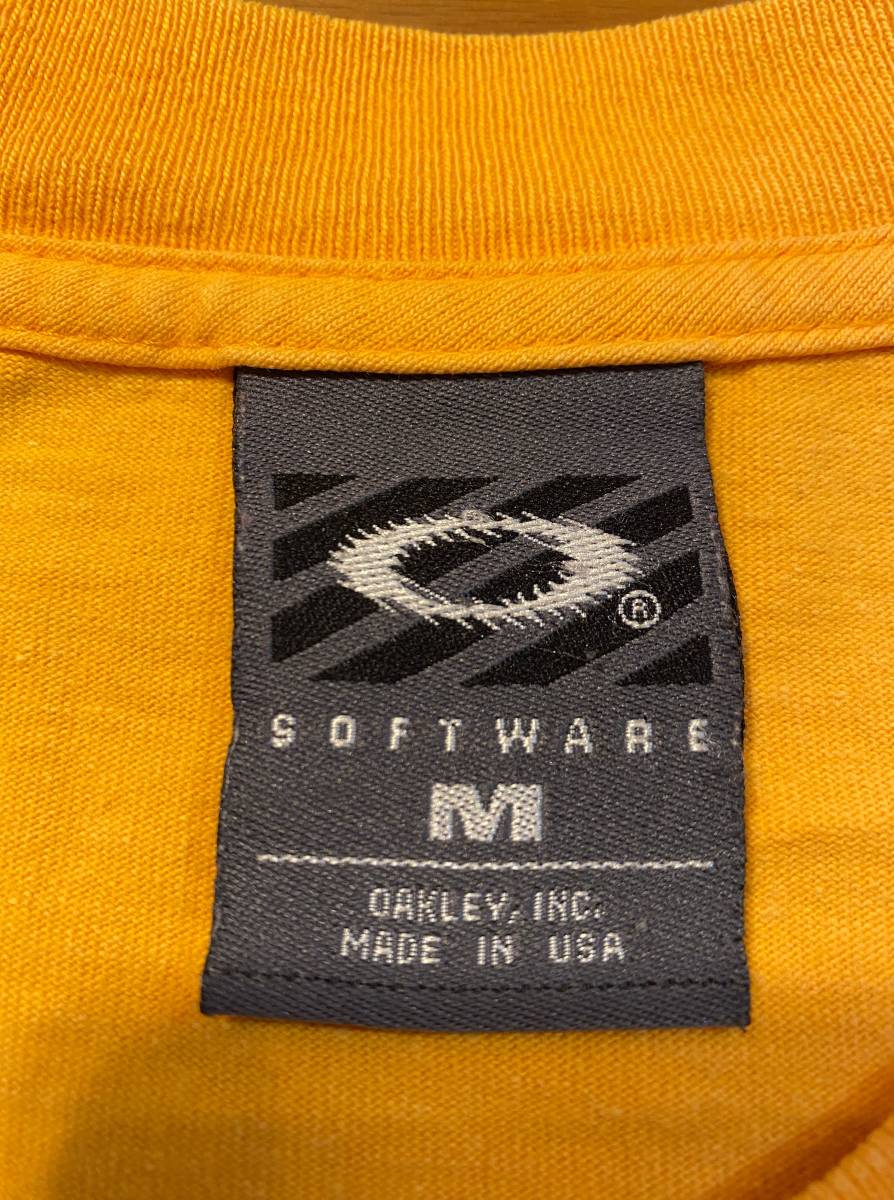 ®
SOFTWARE
M
OAKLEY, INC.
MADE IN USA